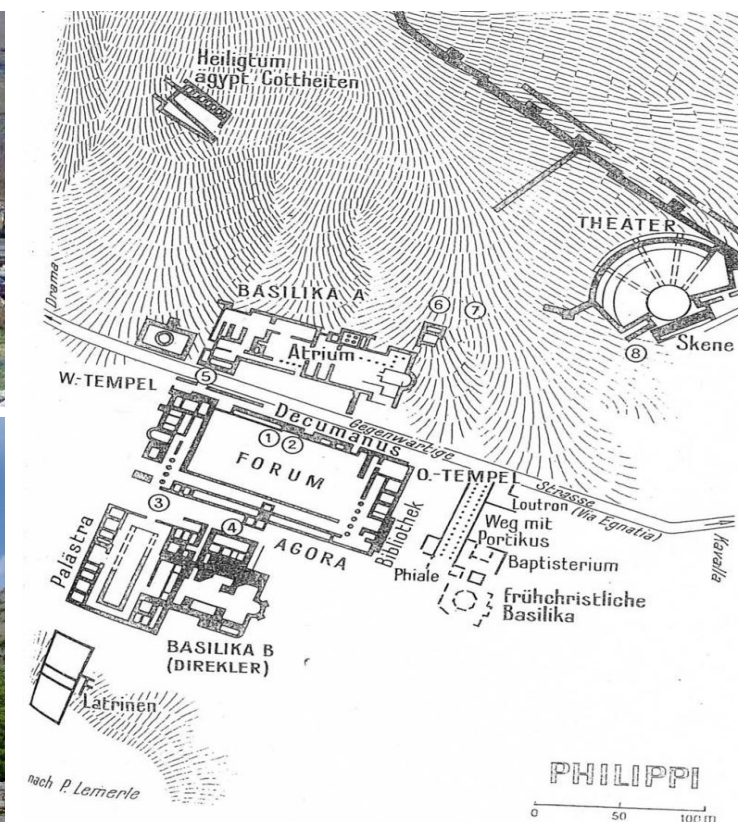 Heiligtum
ägypt. Gottheiten
THEATER
Drama
BASILIKA A
⑥ ⑦
Atrium
⑧
Skene
⑤
W.-TEMPEL
Decumanus
Gegenwärtige
Strasse
(Via Egnatia)
① ②
FORUM
O.-TEMPEL
Loutron
Weg mit
Portikus
③
④
AGORA
Bibliothek
Kavalla
Palästra
Phiale
Baptisterium
Frühchristliche
Basilika
BASILIKA B
(DIREKLER)
Latrinen
nach P. Lemerle
PHILIPPI
0 50 100 m